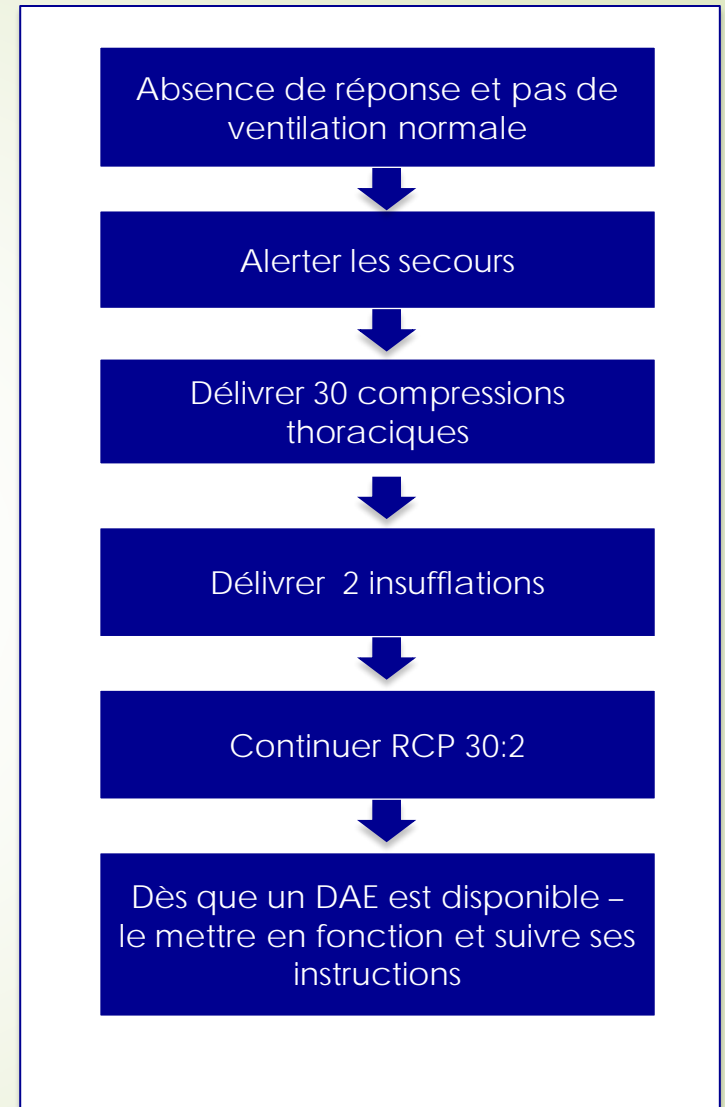 Absence de réponse et pas de
ventilation normale
Alerter les secours
Délivrer 30 compressions
thoraciques
Délivrer 2 insufflations
Continuer RCP 30:2
Dès que un DAE est disponible –
le mettre en fonction et suivre ses
instructions